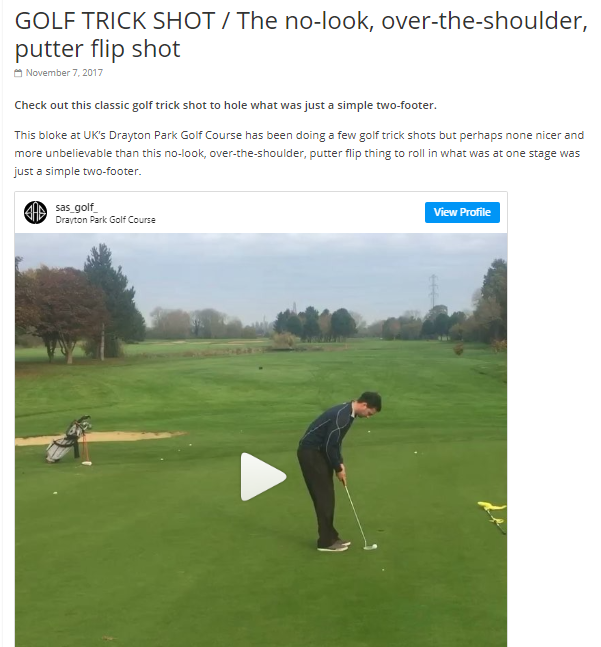 GOLF TRICK SHOT / The no-look, over-the-shoulder,
putter flip shot
November 7, 2017
Check out this classic golf trick shot to hole what was just a simple two-footer.
This bloke at UK's Drayton Park Golf Course has been doing a few golf trick shots but perhaps none nicer and
more unbelievable than this no-look, over-the-shoulder, putter flip thing to roll in what was at one stage was
just a simple two-footer.
sas_golf_
Drayton Park Golf Course
View Profile